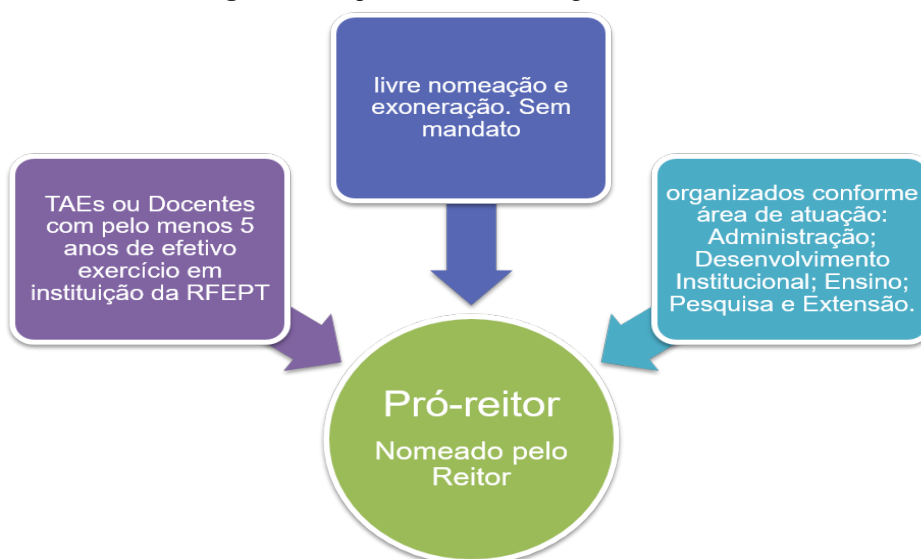 livre nomeação e
exoneração. Sem
mandato
TAEs ou Docentes
com pelo menos 5
anos de efetivo
exercício em
instituição da RFEPT
organizados conforme
área de atuação:
Administração;
Desenvolvimento
Institucional; Ensino;
Pesquisa e Extensão.
Pró-reitor
Nomeado pelo
Reitor